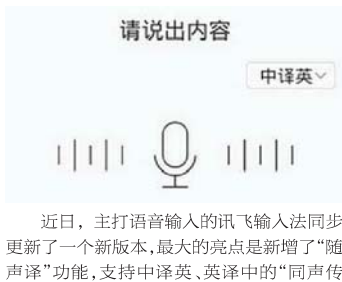 请说出内容
中译英
近日，主打语音输入的讯飞输入法同步
更新了一个新版本，最大的亮点是新增了“随
声译”功能，支持中译英、英译中的“同声传